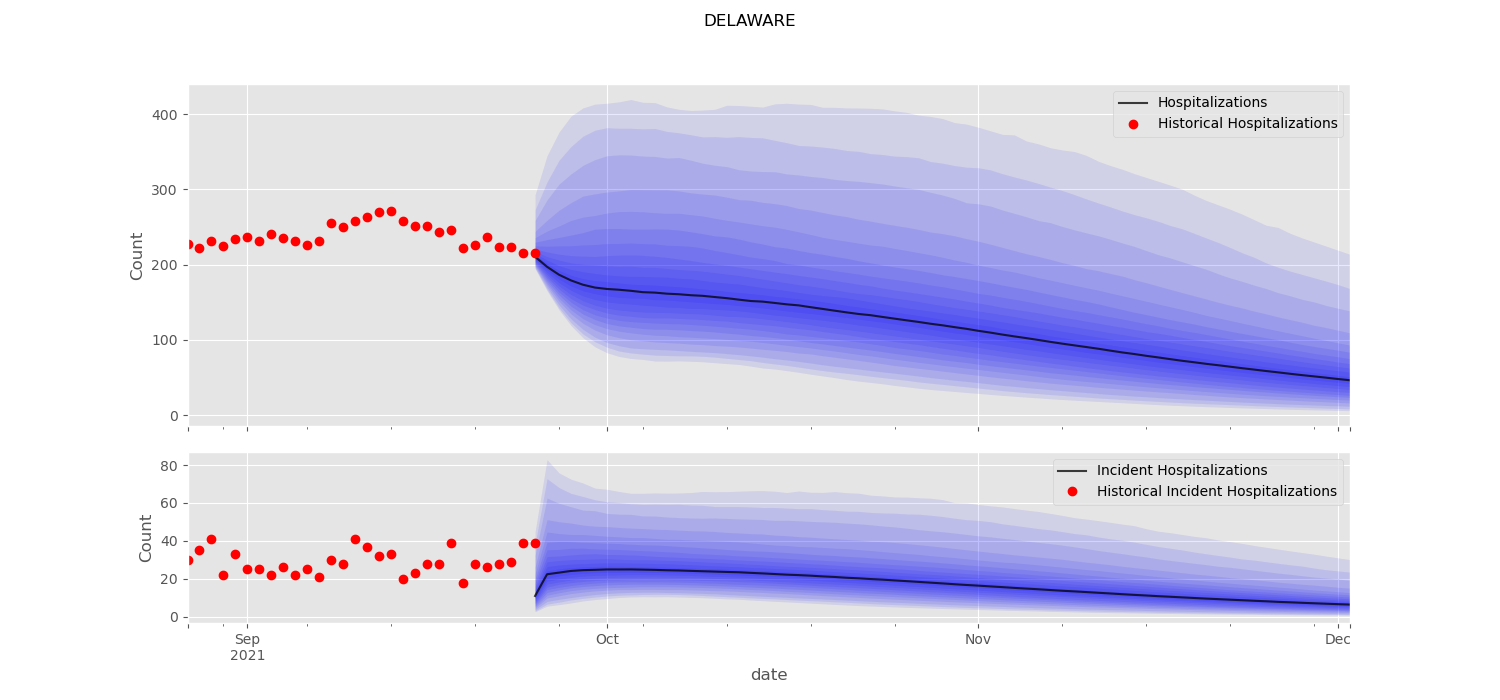 DELAWARE
Hospitalizations
Historical Hospitalizations
400
300
200
100
0
Count
Incident Hospitalizations
Historical Incident Hospitalizations
80
60
40
20
0
Count
Sep
2021
Oct
Nov
Dec
date